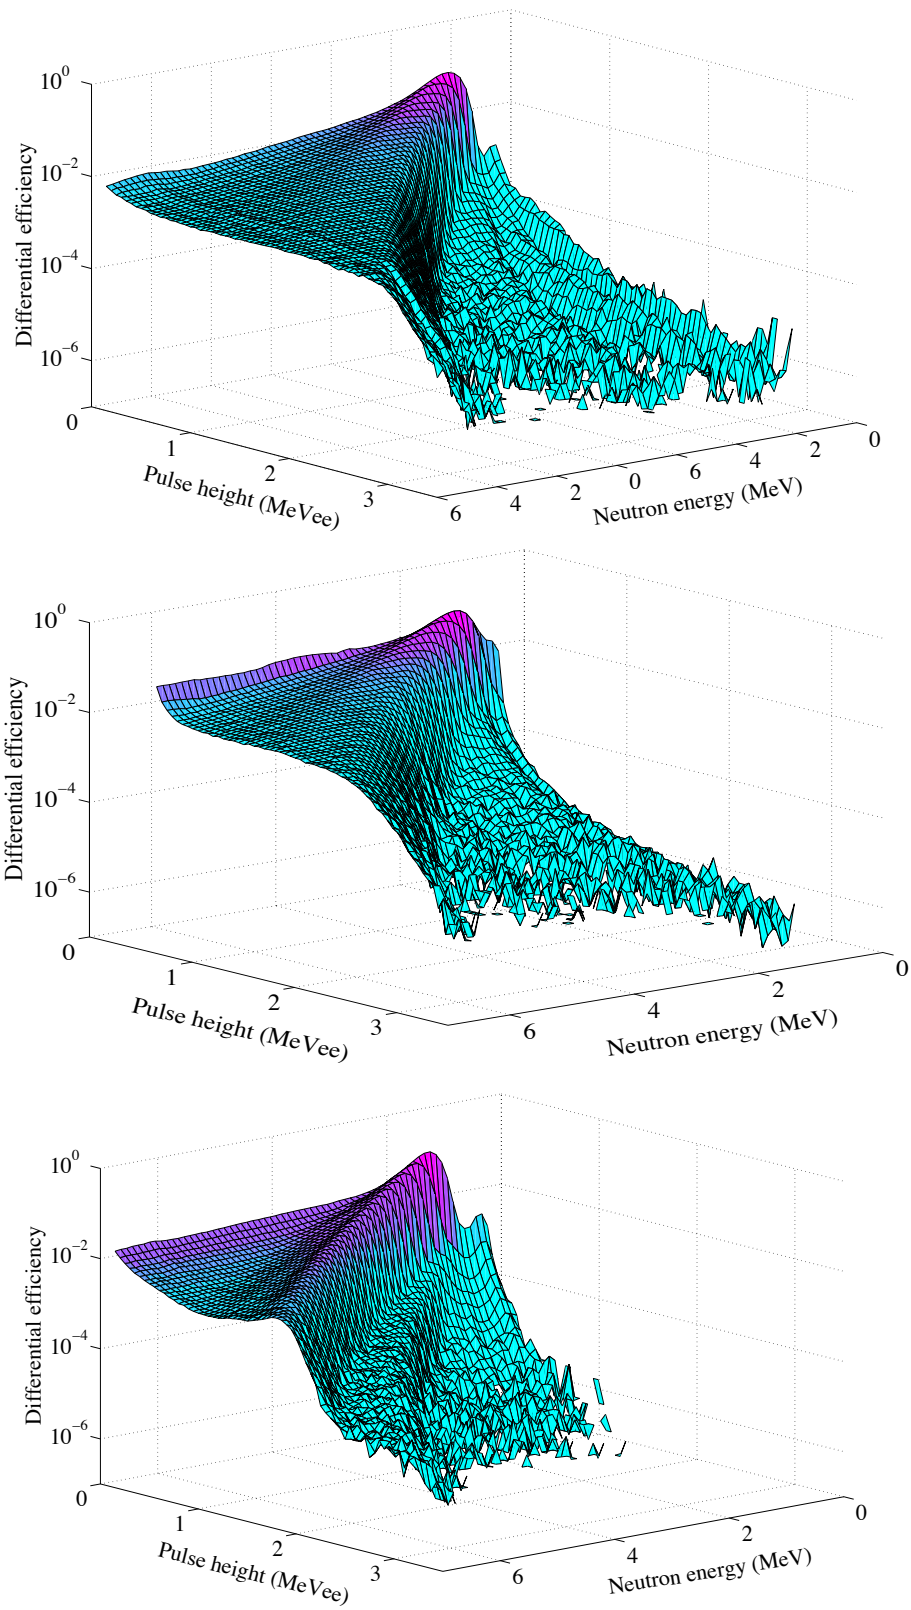 10^0
10^−2
10^−4
10^−6
Differential efficiency
0
1
2
3
Pulse height (MeVee)
6 4 2 0 6 4 2 0
Neutron energy (MeV)
10^0
10^−2
10^−4
10^−6
Differential efficiency
0
1
2
3
Pulse height (MeVee)
6 4 2 0
Neutron energy (MeV)
10^0
10^−2
10^−4
10^−6
Differential efficiency
0
1
2
3
Pulse height (MeVee)
6 4 2 0
Neutron energy (MeV)